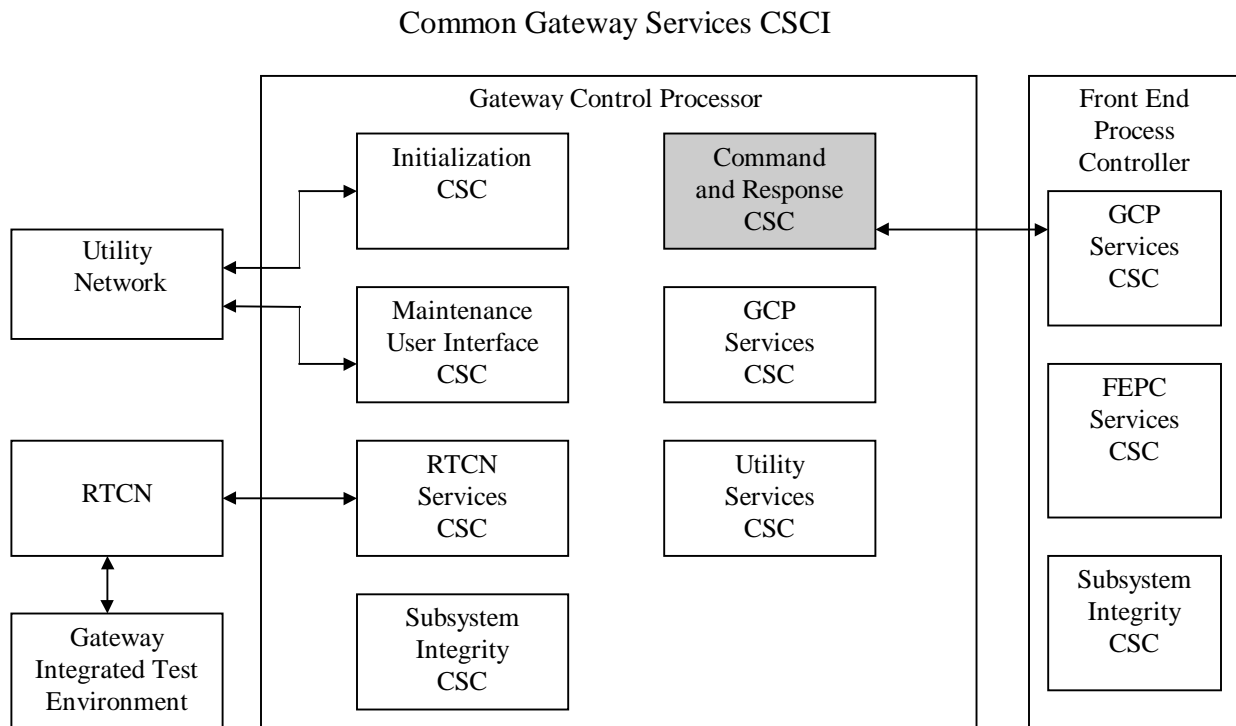 Common Gateway Services CSCI
Gateway Control Processor
Front End
Process
Controller
Initialization
CSC
Command
and Response
CSC
GCP
Services
CSC
Utility
Network
Maintenance
User Interface
CSC
GCP
Services
CSC
FEPC
Services
CSC
RTCN
RTCN
Services
CSC
Utility
Services
CSC
Subsystem
Integrity
CSC
Gateway
Integrated Test
Environment
Subsystem
Integrity
CSC